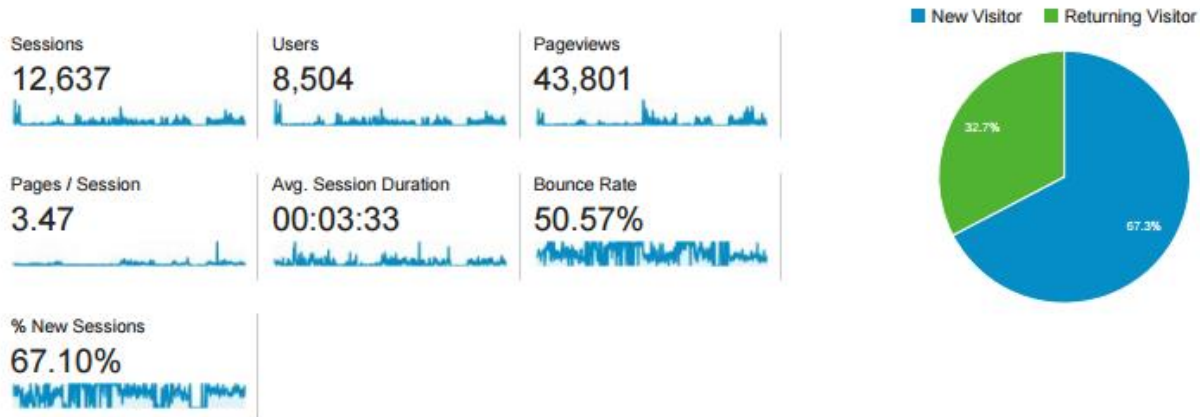 New Visitor Returning Visitor
Sessions
12,637
Users
8,504
Pageviews
43,801
Pages / Session
3.47
Avg. Session Duration
00:03:33
Bounce Rate
50.57%
% New Sessions
67.10%
32.7%
67.3%